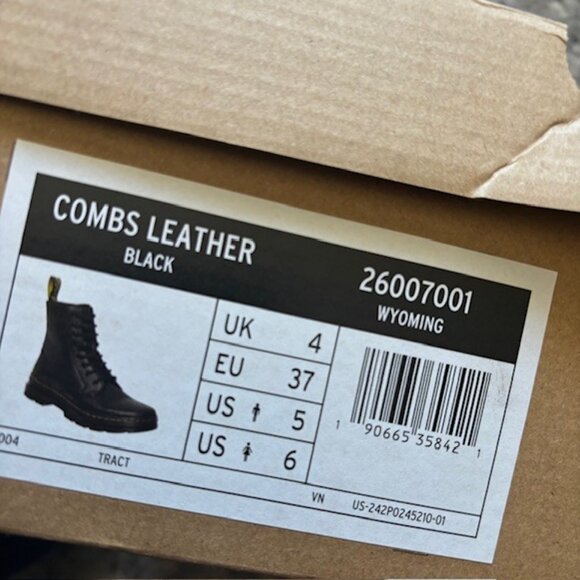 COMBS LEATHER
BLACK
26007001
WYOMING
UK 4
EU 37
US 5
US 6
1 90665 35842 1
004
TRACT
VN
US-242P0245210-01